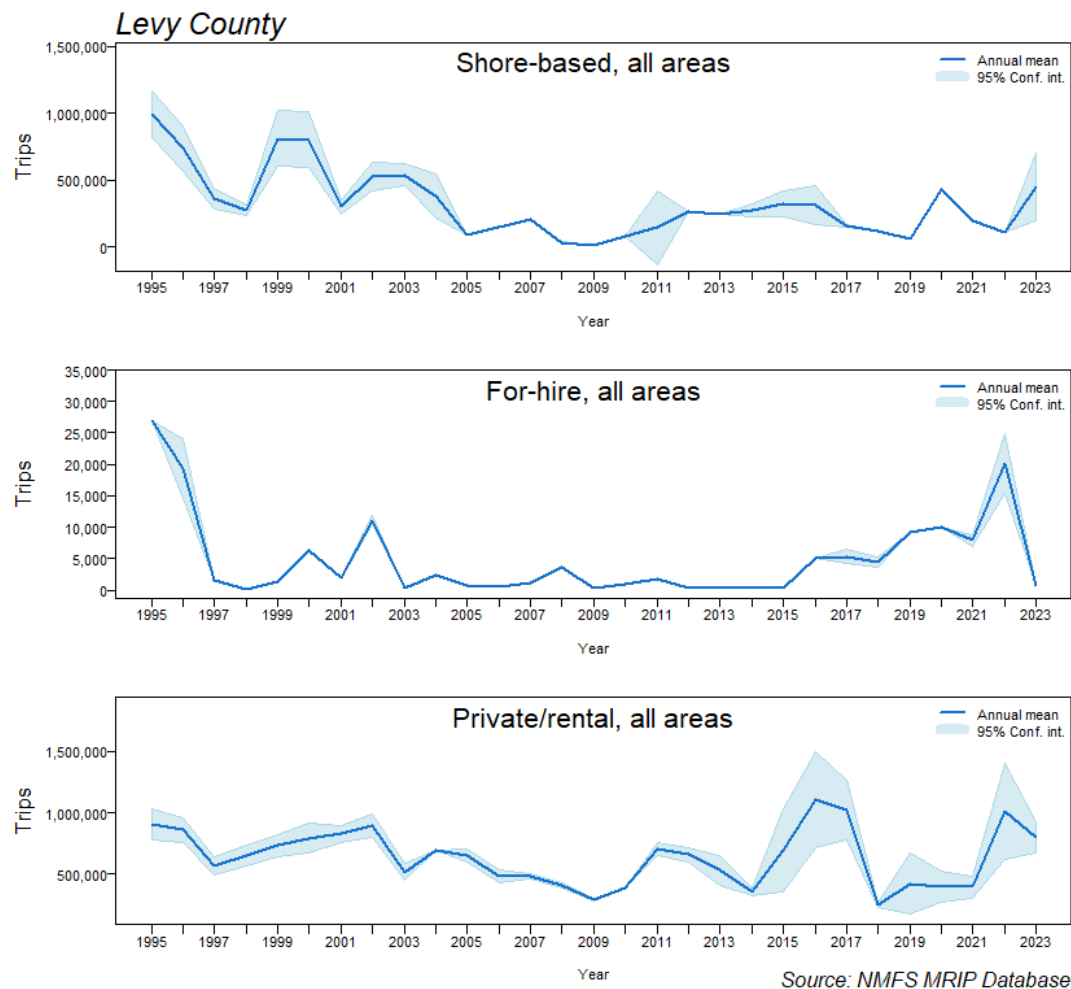 Levy County
Shore-based, all areas
Annual mean
95% Conf. int.
Trips
1,500,000
1,000,000
500,000
0
1995 1997 1999 2001 2003 2005 2007 2009 2011 2013 2015 2017 2019 2021 2023
Year
For-hire, all areas
Annual mean
95% Conf. int.
Trips
35,000
30,000
25,000
20,000
15,000
10,000
5,000
0
1995 1997 1999 2001 2003 2005 2007 2009 2011 2013 2015 2017 2019 2021 2023
Year
Private/rental, all areas
Annual mean
95% Conf. int.
Trips
1,500,000
1,000,000
500,000
1995 1997 1999 2001 2003 2005 2007 2009 2011 2013 2015 2017 2019 2021 2023
Year
Source: NMFS MRIP Database